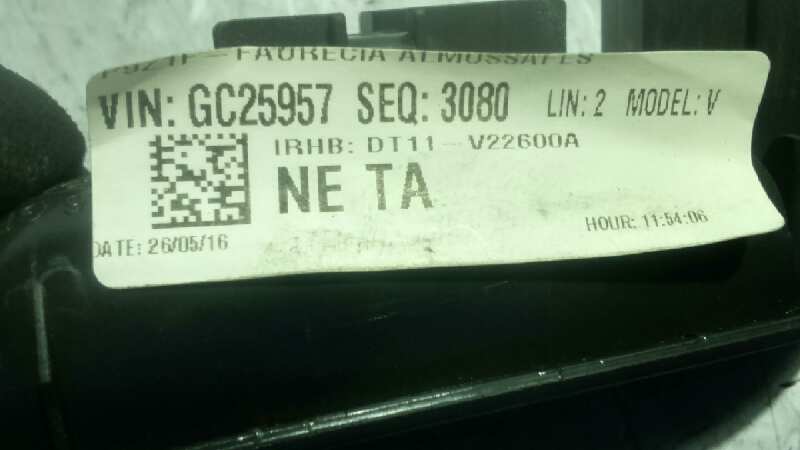 P9Z1F-FAURECIA ALMUSSAFES
VIN: GC25957 SEQ: 3080 LIN: 2 MODEL: V
IRHB: DT11-V22600A
NE TA
HOUR: 11:54:06
DATE: 26/05/16